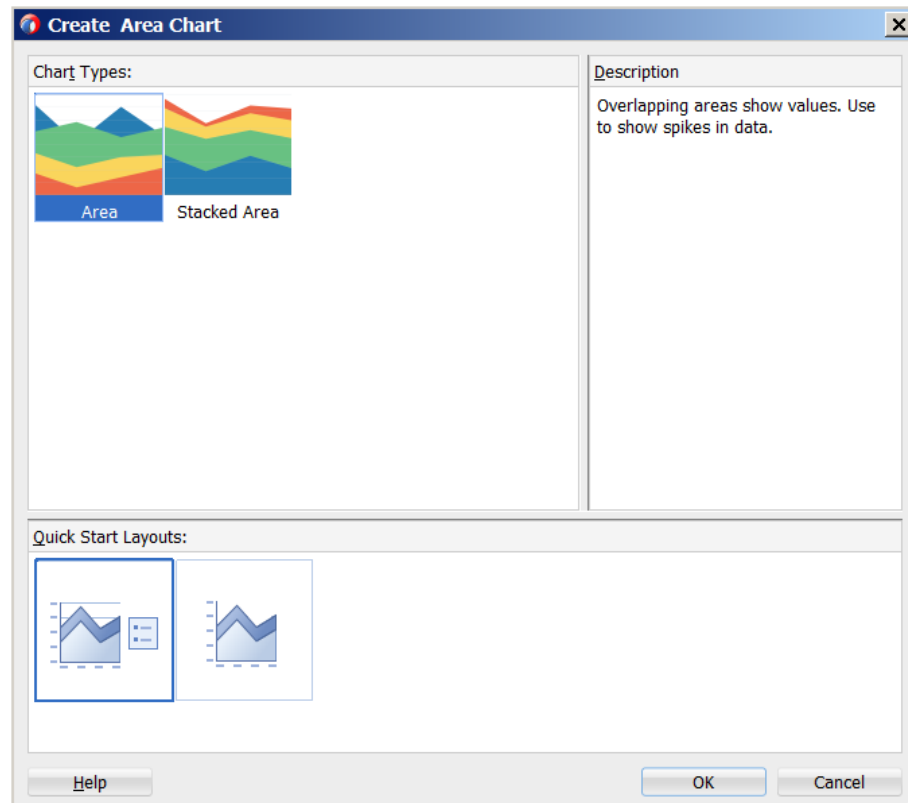 Create Area Chart
Chart Types:
Description
Overlapping areas show values. Use
to show spikes in data.
Area
Stacked Area
Quick Start Layouts:
Help
OK
Cancel